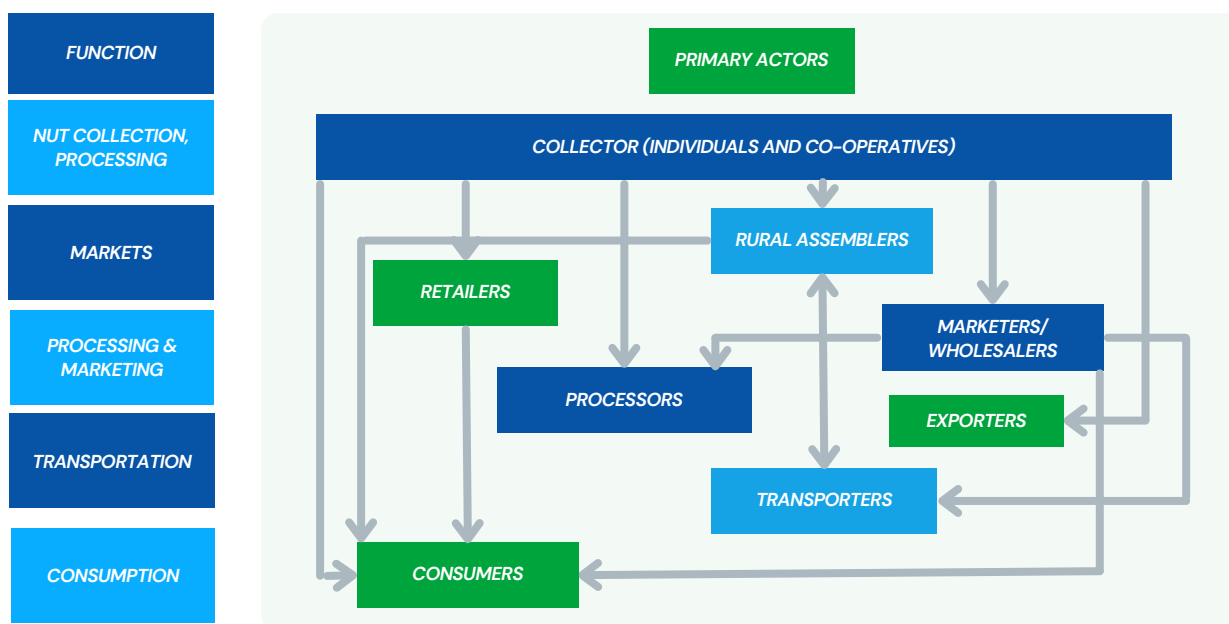 FUNCTION
NUT COLLECTION,
PROCESSING
MARKETS
PROCESSING &
MARKETING
TRANSPORTATION
CONSUMPTION
PRIMARY ACTORS
COLLECTOR (INDIVIDUALS AND CO-OPERATIVES)
RURAL ASSEMBLERS
RETAILERS
MARKETERS/
WHOLESALERS
PROCESSORS
EXPORTERS
TRANSPORTERS
CONSUMERS